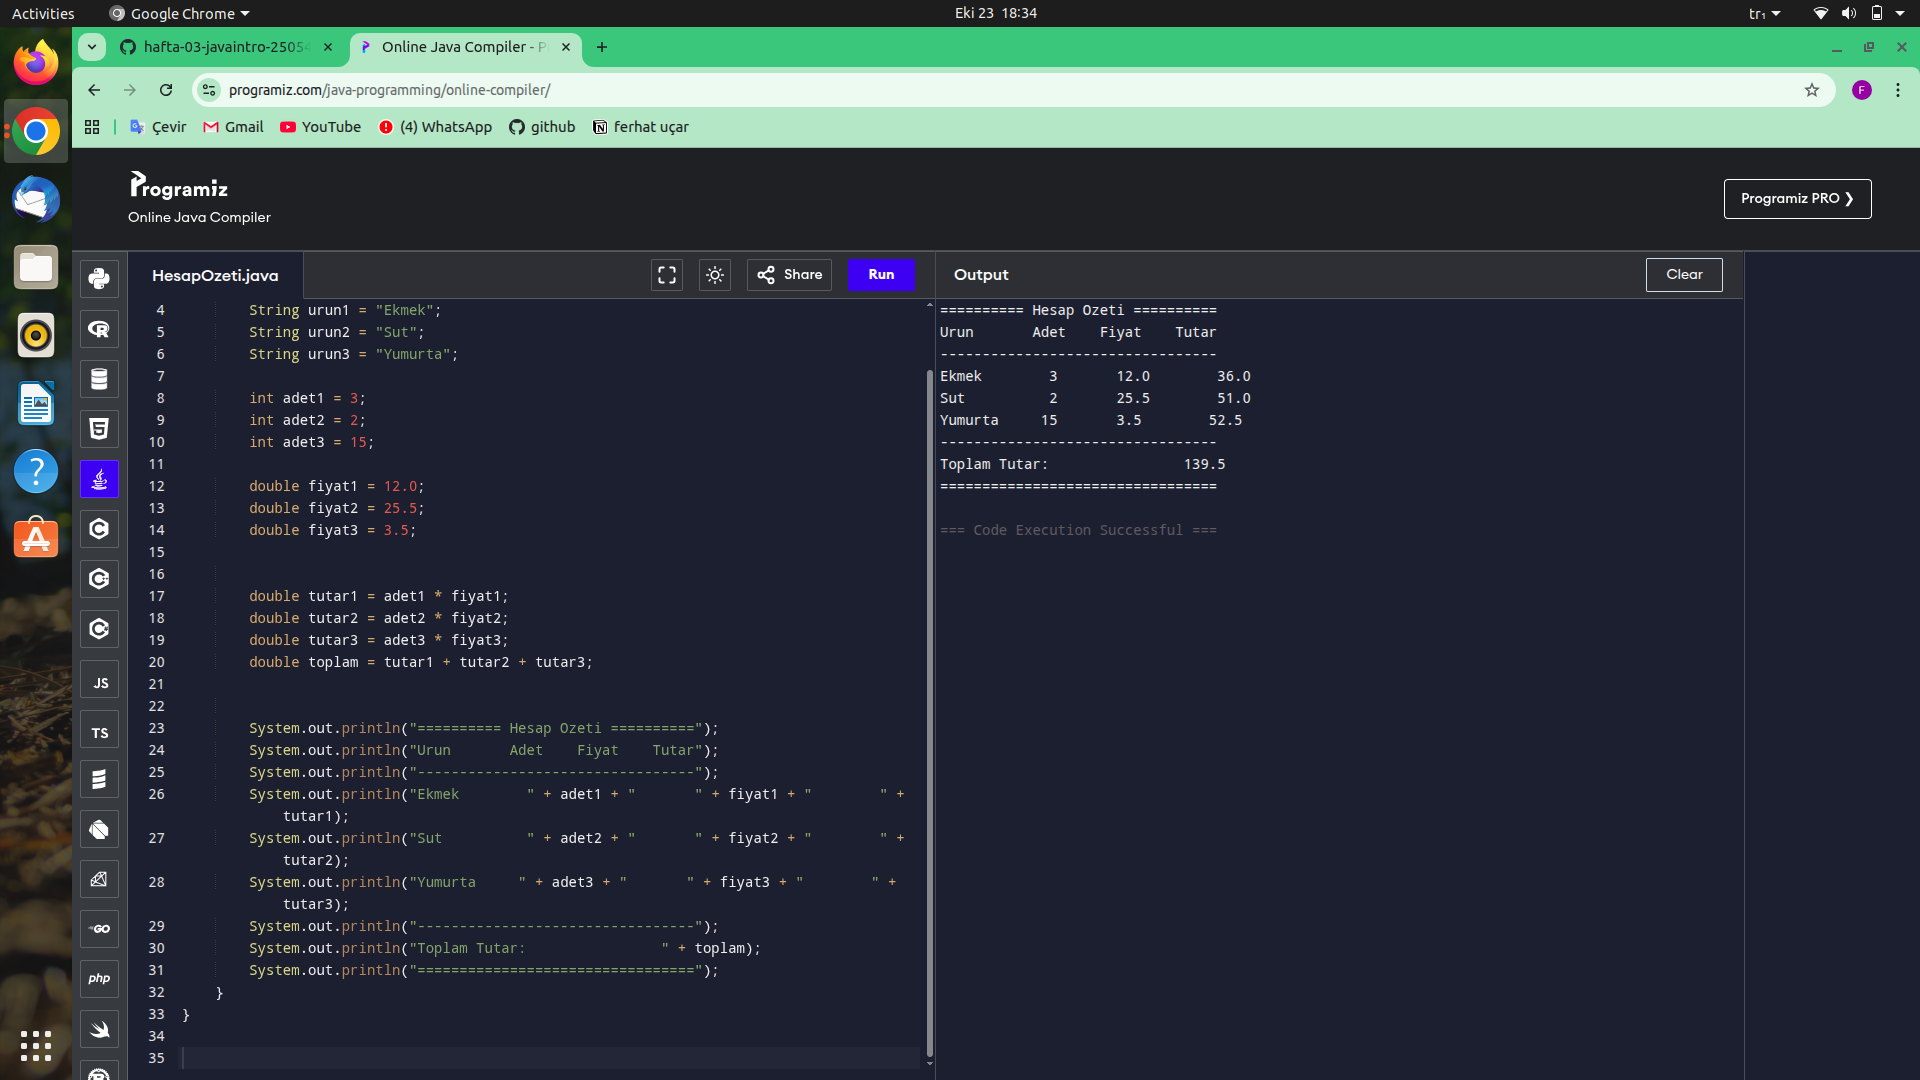 Activities
Google Chrome
Eki 23 18:34
tr₁
hafta-03-javaintro-25054
Online Java Compiler - P
programiz.com/java-programming/online-compiler/
F
Çevir
Gmail
YouTube
(4) WhatsApp
github
ferhat uçar
Programiz
Online Java Compiler
Programiz PRO ❯
HesapOzeti.java
Share
Run
Output
Clear
4 String urun1 = "Ekmek";
5 String urun2 = "Sut";
6 String urun3 = "Yumurta";
7
8 int adet1 = 3;
9 int adet2 = 2;
10 int adet3 = 15;
11
12 double fiyat1 = 12.0;
13 double fiyat2 = 25.5;
14 double fiyat3 = 3.5;
15
16
17 double tutar1 = adet1 * fiyat1;
18 double tutar2 = adet2 * fiyat2;
19 double tutar3 = adet3 * fiyat3;
20 double toplam = tutar1 + tutar2 + tutar3;
21
22
23 System.out.println("========== Hesap Ozeti ==========");
24 System.out.println("Urun       Adet    Fiyat    Tutar");
25 System.out.println("---------------------------------");
26 System.out.println("Ekmek        " + adet1 + "       " + fiyat1 + "        " +
tutar1);
27 System.out.println("Sut          " + adet2 + "       " + fiyat2 + "        " +
tutar2);
28 System.out.println("Yumurta     " + adet3 + "       " + fiyat3 + "        " +
tutar3);
29 System.out.println("---------------------------------");
30 System.out.println("Toplam Tutar:                " + toplam);
31 System.out.println("=================================");
32 }
33 }
34
35
========== Hesap Ozeti ==========
Urun       Adet    Fiyat    Tutar
---------------------------------
Ekmek        3       12.0        36.0
Sut          2       25.5        51.0
Yumurta     15       3.5        52.5
---------------------------------
Toplam Tutar:                139.5
=================================
=== Code Execution Successful ===
JS
TS
GO
php